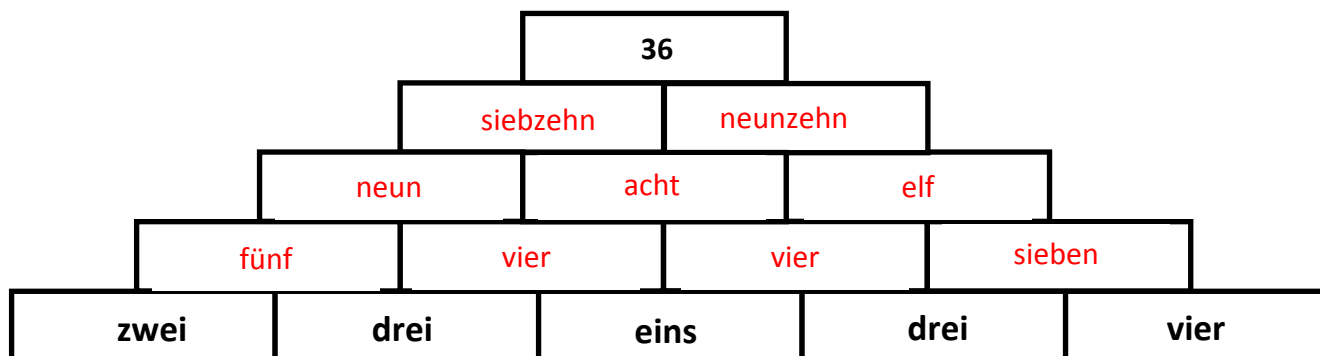 36
siebzehn neunzehn
neun acht elf
fünf vier vier sieben
zwei drei eins drei vier